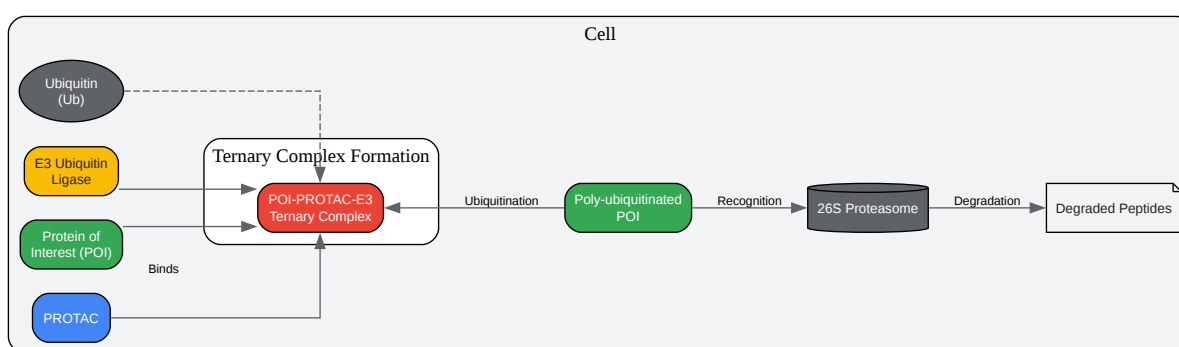 Cell
Ubiquitin
(Ub)
E3 Ubiquitin
Ligase
Protein of
Interest (POI)
Binds
PROTAC
Ternary Complex Formation
POI-PROTAC-E3
Ternary Complex
Ubiquitination
Poly-ubiquitinated
POI
Recognition
26S Proteasome
Degradation
Degraded Peptides